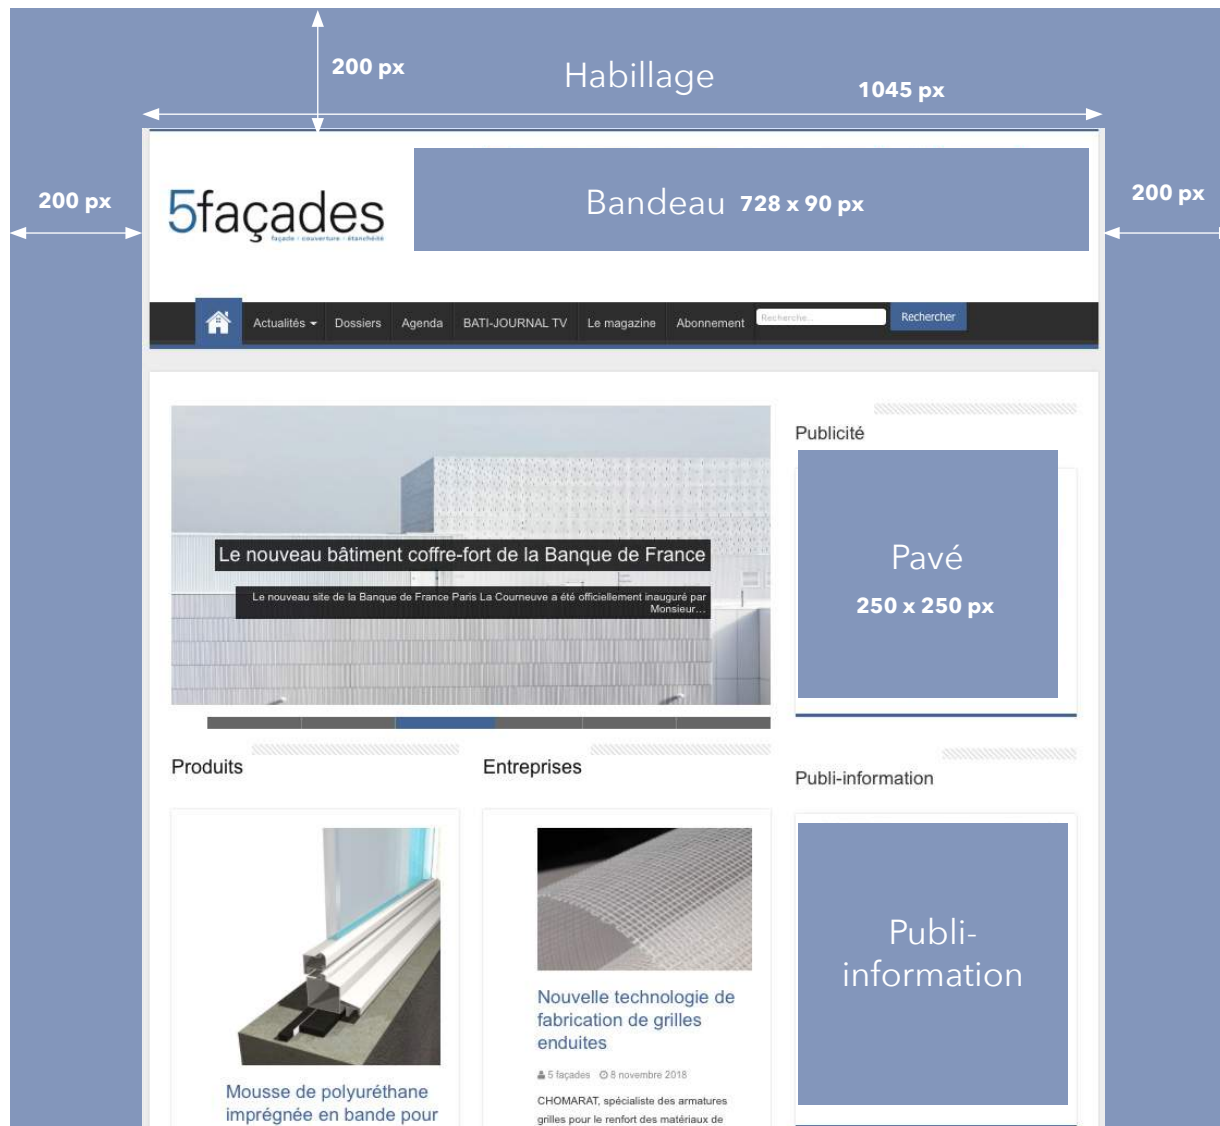 200 px
Habillage
1045 px
200 px
200 px
5façades
façade - couverture - étanchéité
Bandeau 728 x 90 px
Actualités
Dossiers
Agenda
BATI-JOURNAL TV
Le magazine
Abonnement
Recherche...
Rechercher
Le nouveau bâtiment coffre-fort de la Banque de France
Le nouveau site de la Banque de France Paris La Courneuve a été officiellement inauguré par
Monsieur…
Publicité
Pavé
250 x 250 px
Produits
Entreprises
Publi-information
Publi-
information
Mousse de polyuréthane
imprégnée en bande pour
Nouvelle technologie de
fabrication de grilles
enduites
5 façades 8 novembre 2018
CHOMARAT, spécialiste des armatures
grilles pour le renfort des matériaux de